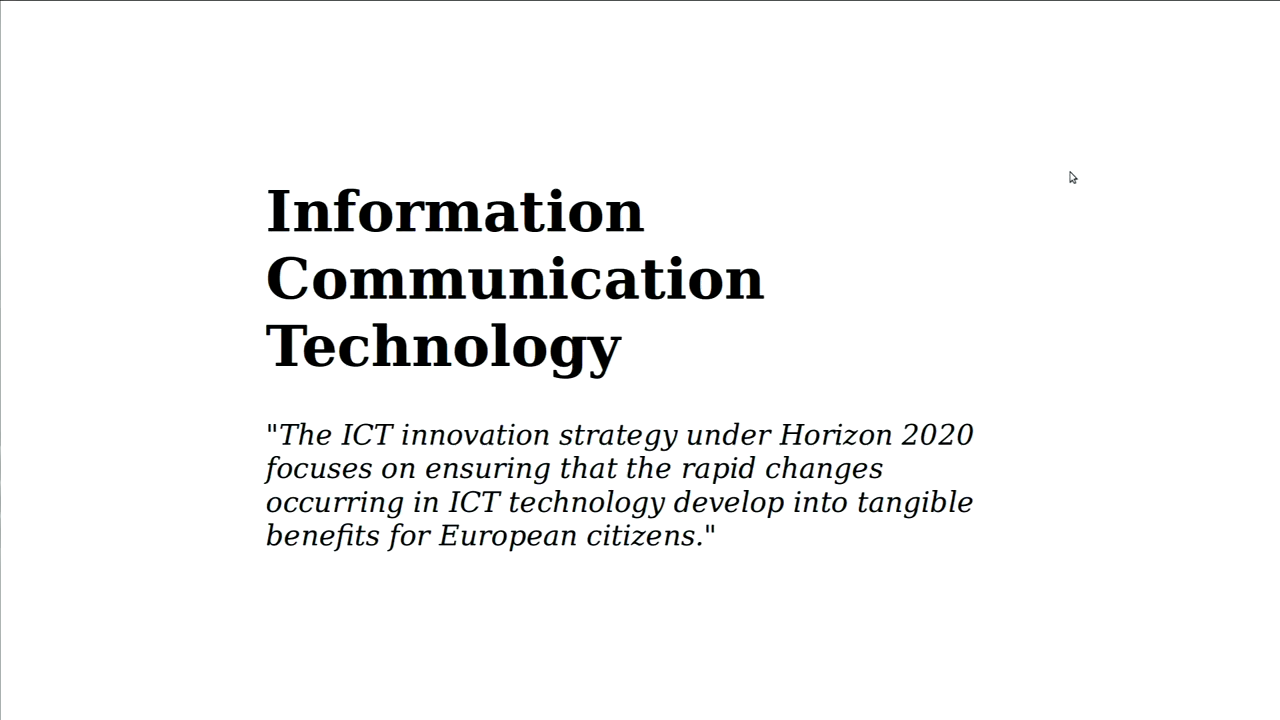 Information
Communication
Technology
"The ICT innovation strategy under Horizon 2020
focuses on ensuring that the rapid changes
occurring in ICT technology develop into tangible
benefits for European citizens."